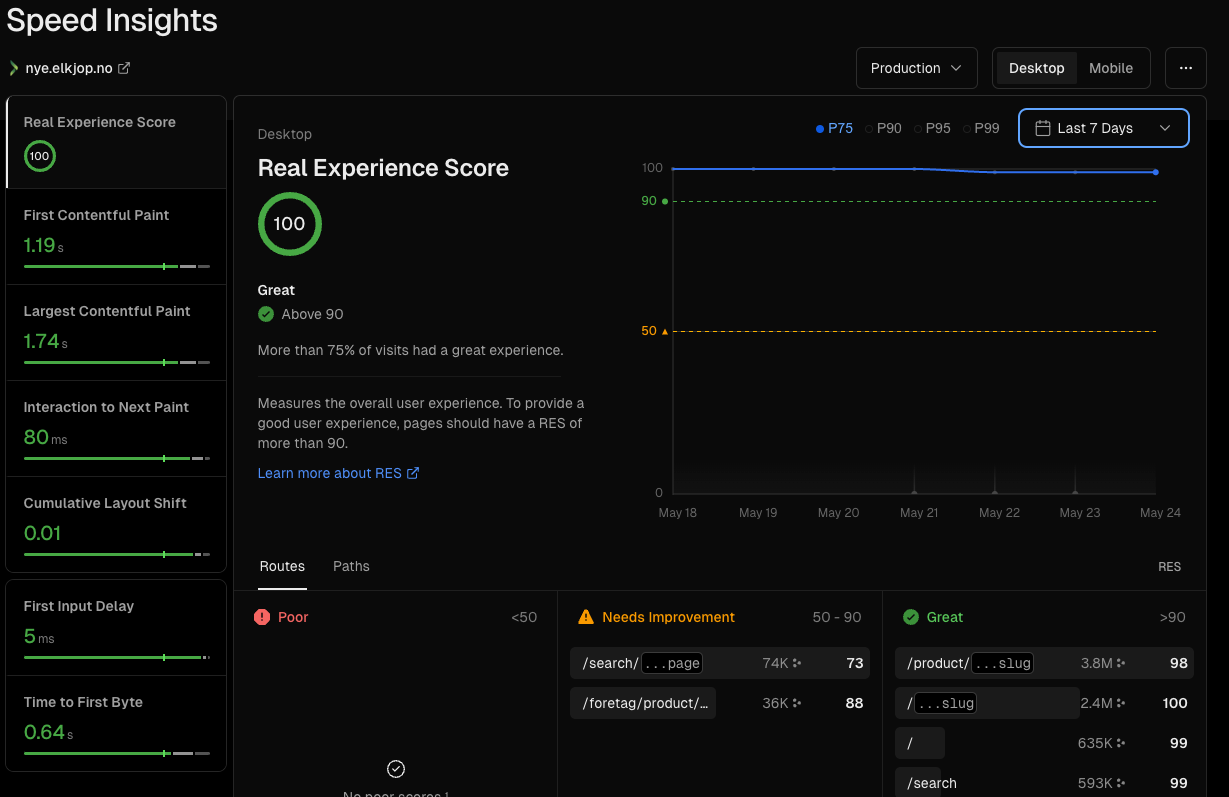 Speed Insights
nye.elkjop.no
Production
Desktop Mobile
Real Experience Score
100
First Contentful Paint
1.19 s
Largest Contentful Paint
1.74 s
Interaction to Next Paint
80 ms
Cumulative Layout Shift
0.01
First Input Delay
5 ms
Time to First Byte
0.64 s
Desktop
Real Experience Score
100
Great
Above 90
More than 75% of visits had a great experience.
Measures the overall user experience. To provide a
good user experience, pages should have a RES of
more than 90.
Learn more about RES
P75 P90 P95 P99
Last 7 Days
100
90
50
0
May 18 May 19 May 20 May 21 May 22 May 23 May 24
Routes Paths RES
Poor <50
No poor scores !
Needs Improvement 50 - 90
/search/ ...page 74K 73
/foretag/product/... 36K 88
Great >90
/product/ ...slug 3.8M 98
/ ...slug 2.4M 100
/ 635K 99
/search 593K 99